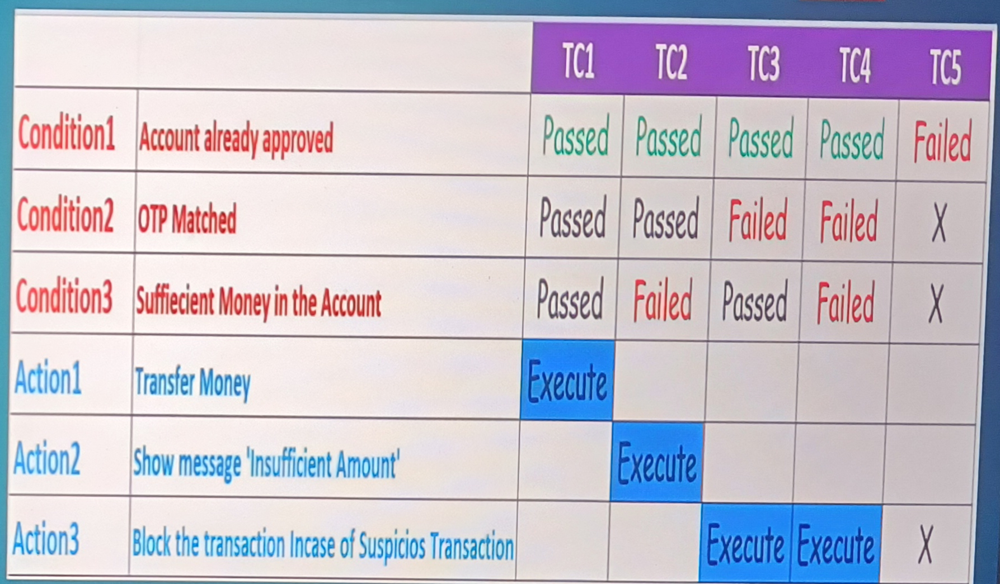 TC1 TC2 TC3 TC4 TC5
Condition1 Account already approved Passed Passed Passed Passed Failed
Condition2 OTP Matched Passed Passed Failed Failed X
Condition3 Suffiecient Money in the Account Passed Failed Passed Failed X
Action1 Transfer Money Execute
Action2 Show message 'Insufficient Amount' Execute
Action3 Block the transaction Incase of Suspicios Transaction Execute Execute X